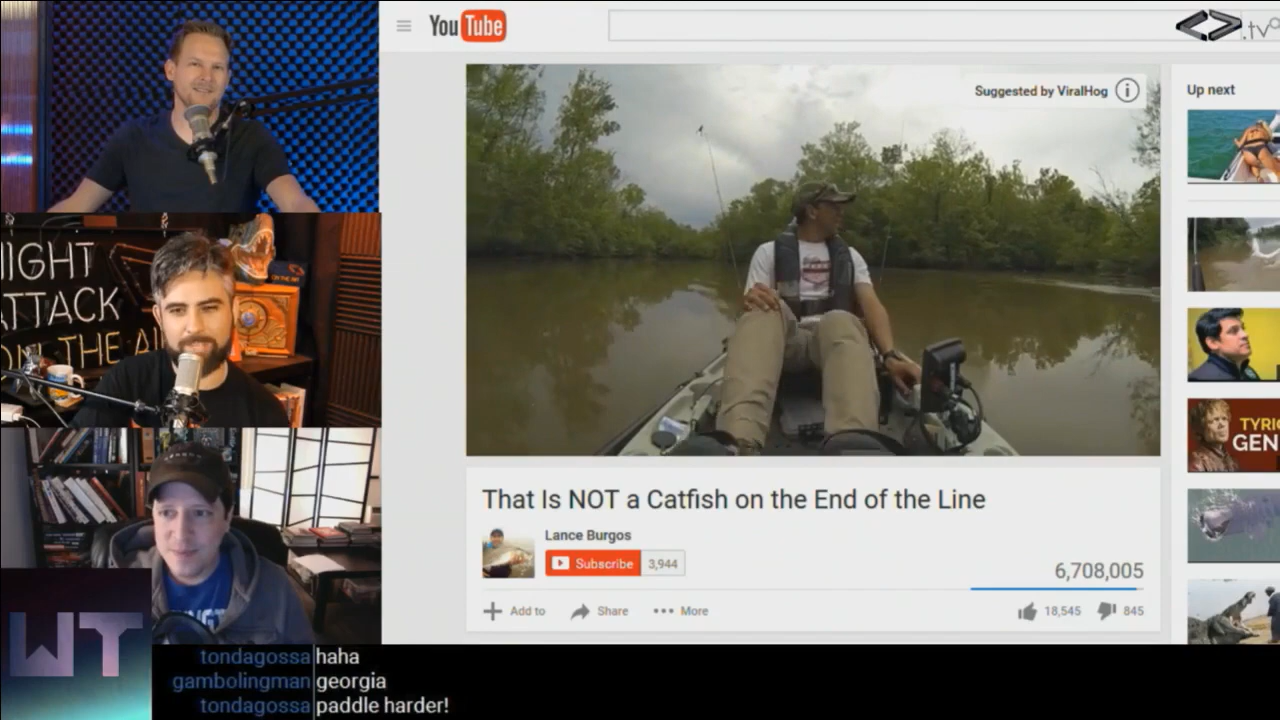 YouTube
<>.tv
Suggested by ViralHog
Up next
NIGHT
ATTACK
ON THE AIR
TYRIO
GEN
That Is NOT a Catfish on the End of the Line
Lance Burgos
Subscribe 3,944
6,708,005
Add to Share More 18,545 845
WT
tondagossa haha
gambolingman georgia
tondagossa paddle harder!